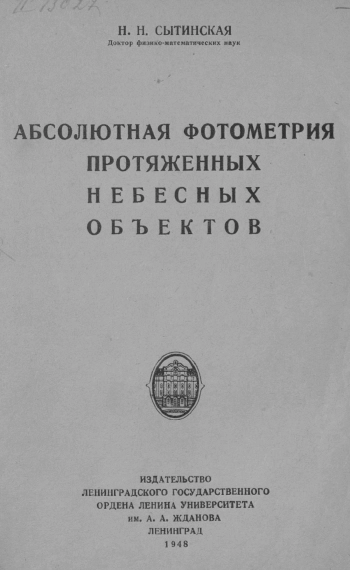 Н. Н. СЫТИНСКАЯ
Доктор физико-математических наук
АБСОЛЮТНАЯ ФОТОМЕТРИЯ
ПРОТЯЖЕННЫХ
НЕБЕСНЫХ
ОБЪЕКТОВ
ИЗДАТЕЛЬСТВО
ЛЕНИНГРАДСКОГО ГОСУДАРСТВЕННОГО
ОРДЕНА ЛЕНИНА УНИВЕРСИТЕТА
им. А. А. ЖДАНОВА
ЛЕНИНГРАД
1948